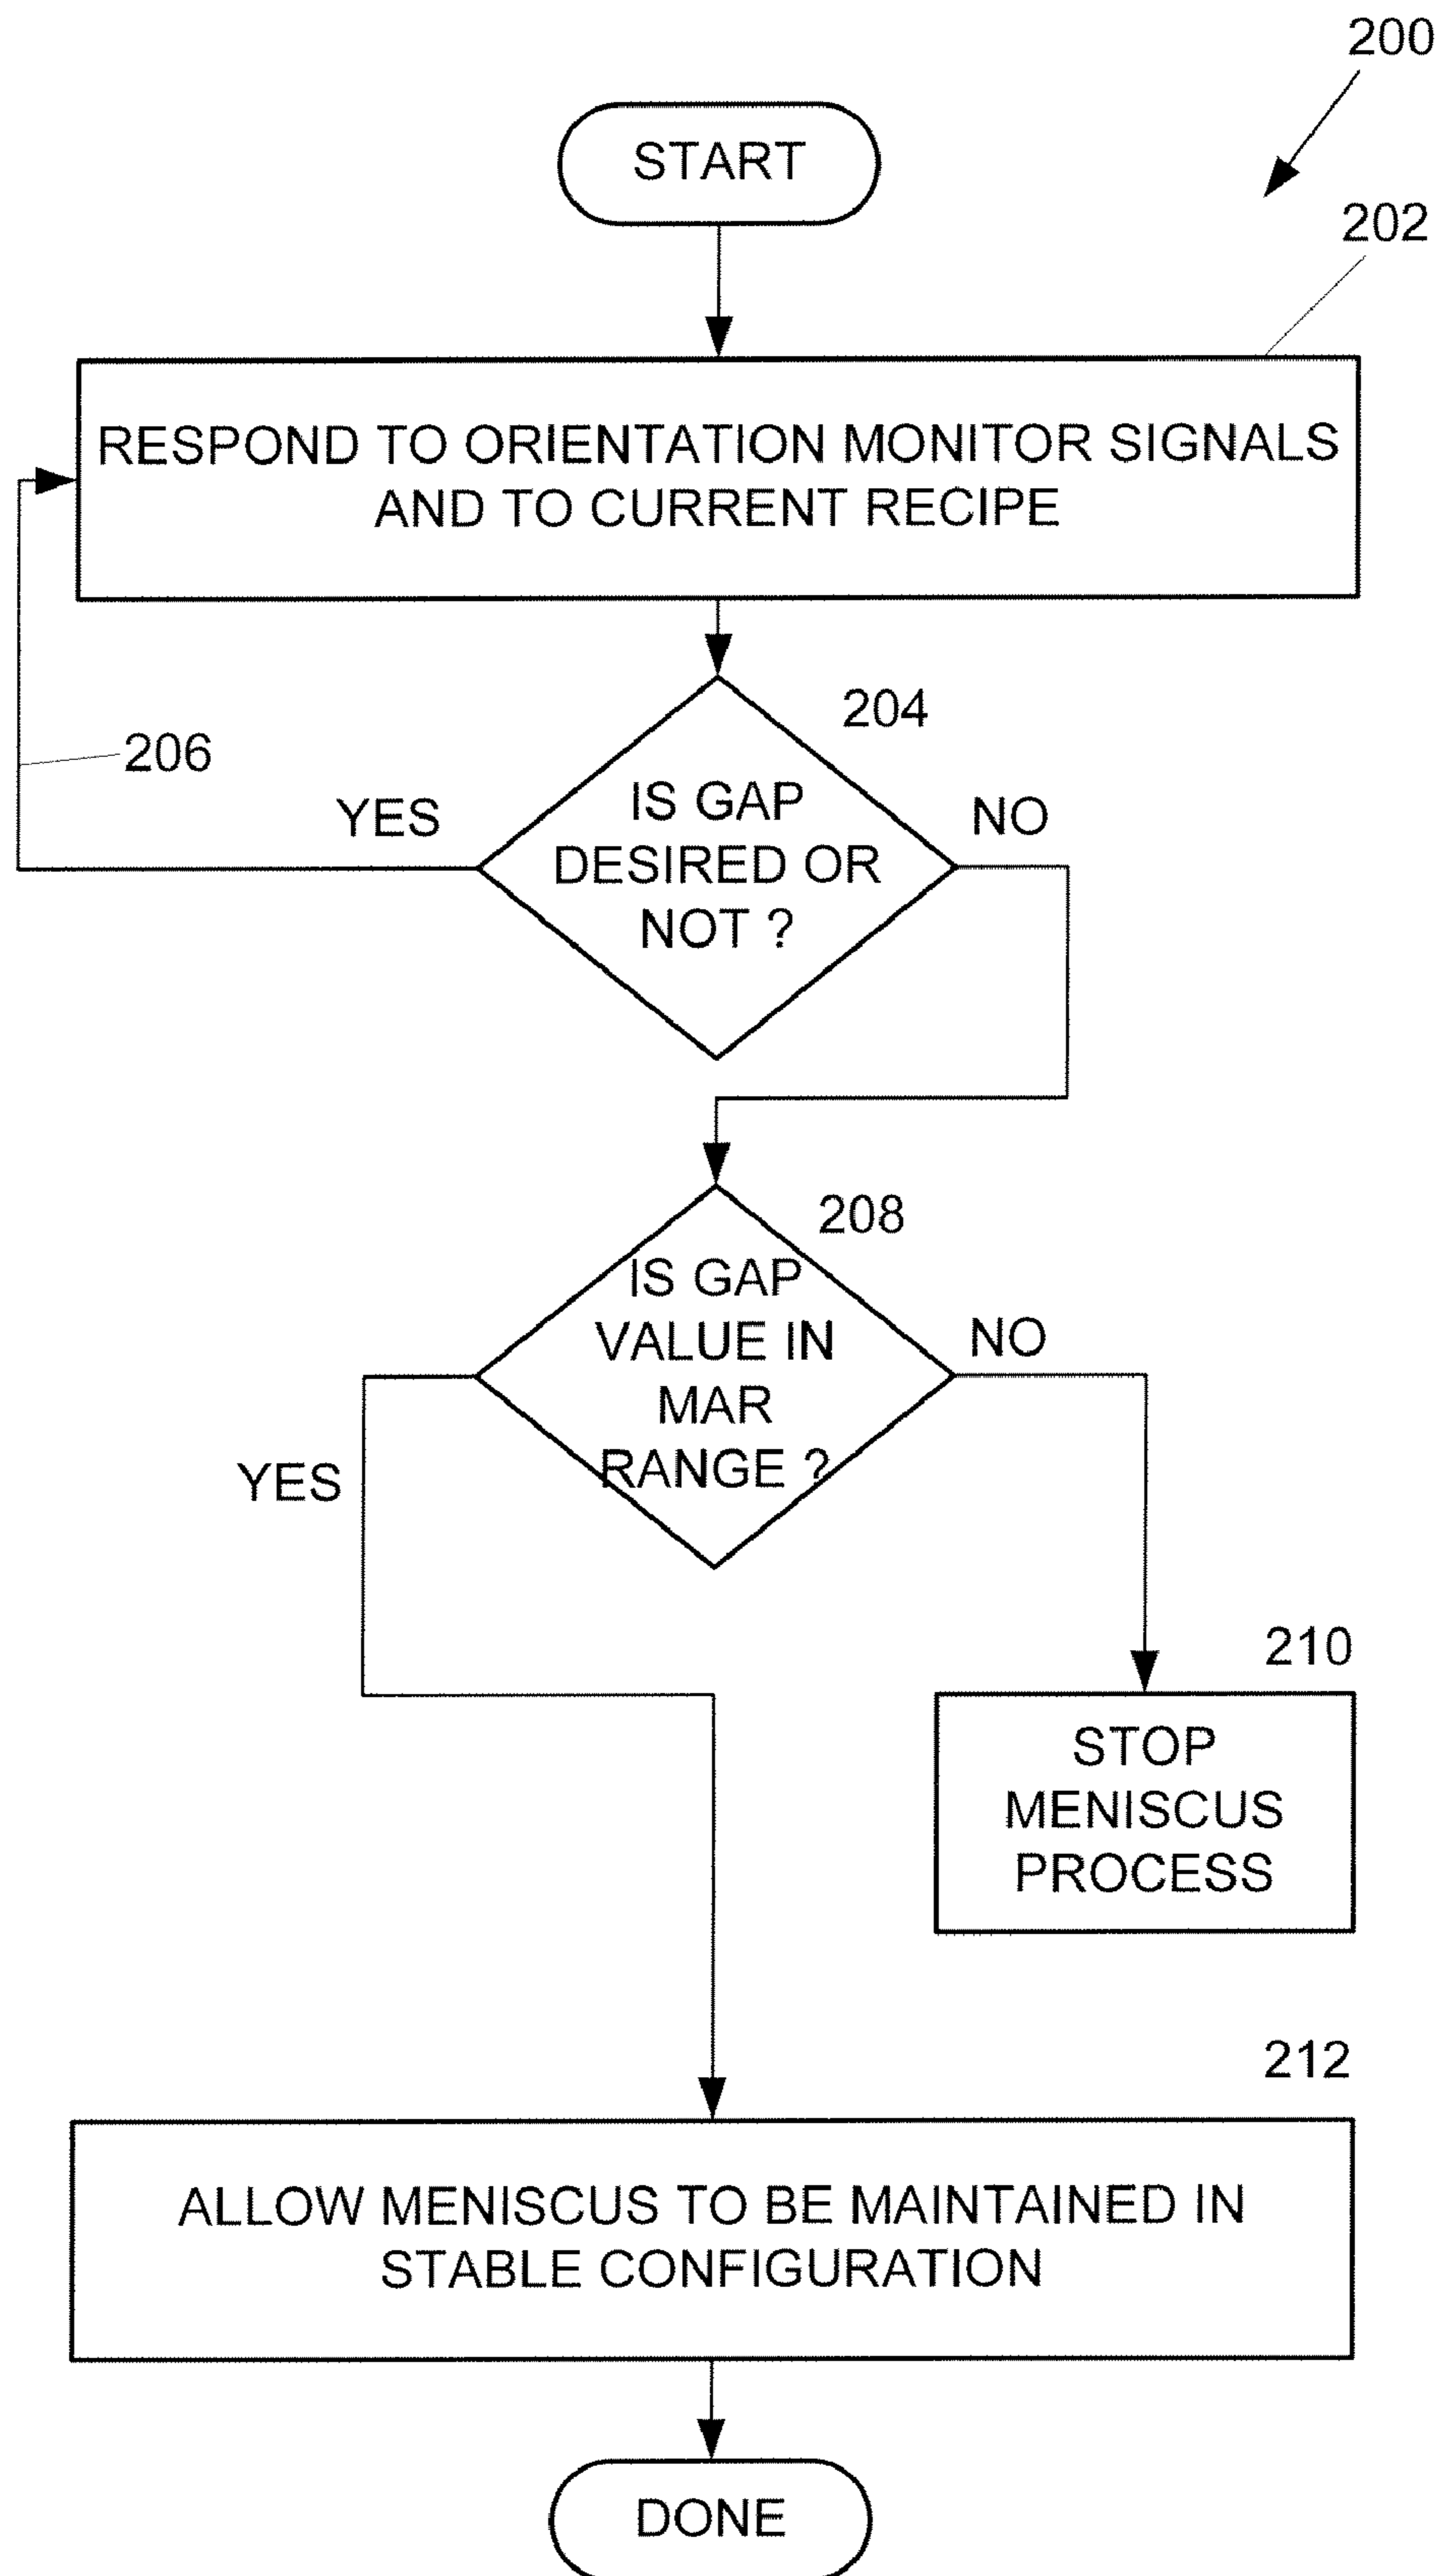 200
START
202
RESPOND TO ORIENTATION MONITOR SIGNALS
AND TO CURRENT RECIPE
204
206
YES
IS GAP
DESIRED OR
NOT ?
NO
208
IS GAP
VALUE IN
MAR
RANGE ?
NO
YES
210
STOP
MENISCUS
PROCESS
212
ALLOW MENISCUS TO BE MAINTAINED IN
STABLE CONFIGURATION
DONE